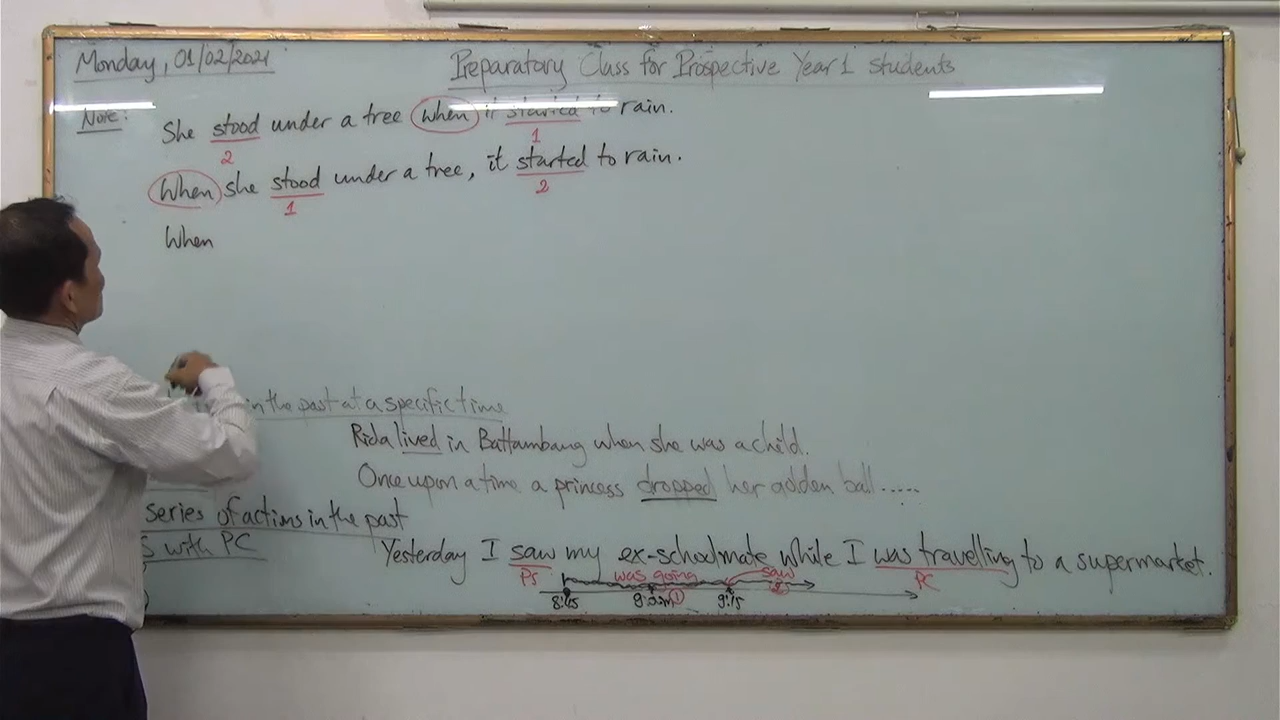 Monday, 01/02/2021
Preparatory Class for Prospective Year 1 students
Note:
She stood under a tree when it started to rain.
2 1
When she stood under a tree, it started to rain.
1 2
When
in the past at a specific time
Rida lived in Battambang when she was a child.
Once upon a time a princess dropped her golden ball .....
series of actions in the past
S with PC
Yesterday I saw my ex-schoolmate while I was travelling to a supermarket.
PS PC
was going saw
8:45 1 9:15 2